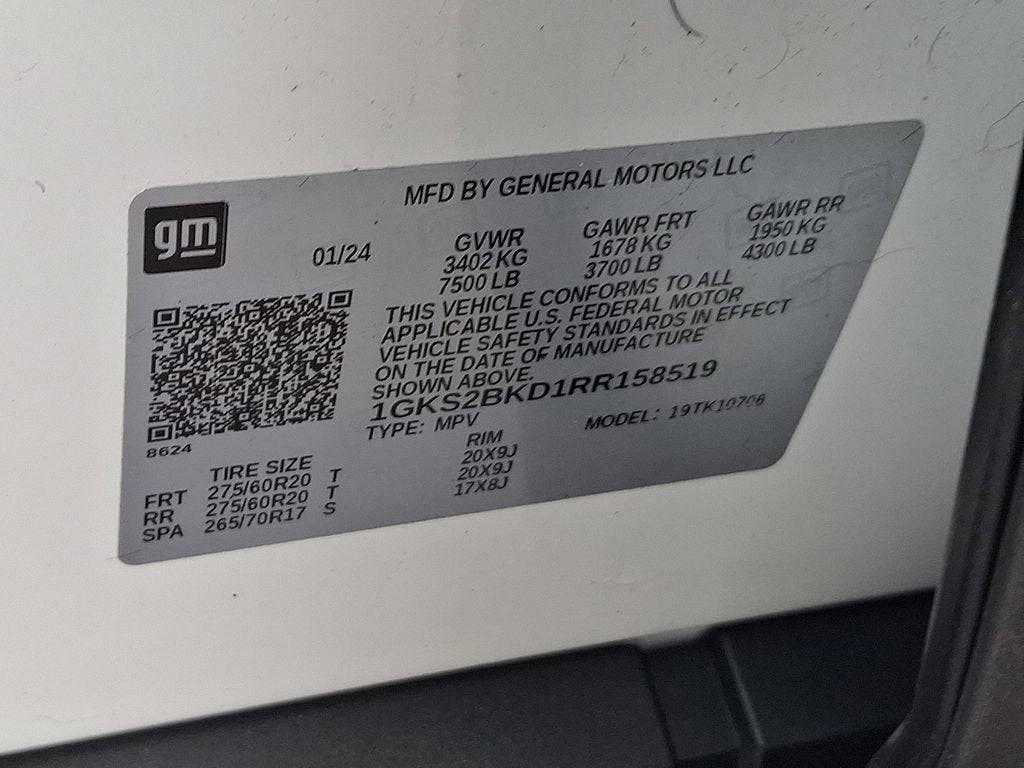 MFD BY GENERAL MOTORS LLC
gm
01/24
GVWR GAWR FRT GAWR RR
3402 KG 1678 KG 1950 KG
7500 LB 3700 LB 4300 LB
THIS VEHICLE CONFORMS TO ALL
APPLICABLE U.S. FEDERAL MOTOR
VEHICLE SAFETY STANDARDS IN EFFECT
ON THE DATE OF MANUFACTURE
SHOWN ABOVE.
1GKS2BKD1RR158519
TYPE: MPV MODEL: 19TK10706
8624
TIRE SIZE RIM
FRT 275/60R20 T 20X9J
RR 275/60R20 T 20X9J
SPA 265/70R17 S 17X8J